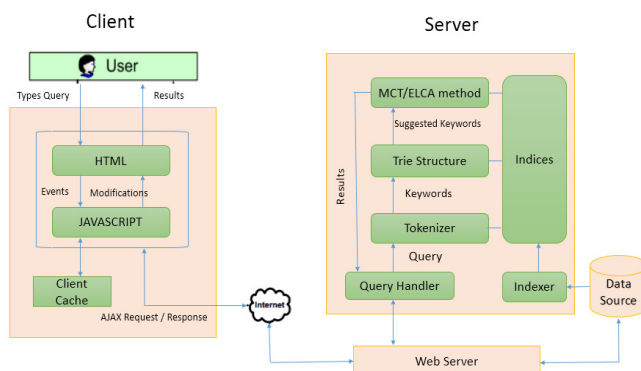 Client
Server
User
Types Query
Results
HTML
Events
Modifications
JAVASCRIPT
Client
Cache
AJAX Request / Response
Internet
MCT/ELCA method
Suggested Keywords
Trie Structure
Keywords
Tokenizer
Query
Query Handler
Results
Indices
Indexer
Data
Source
Web Server